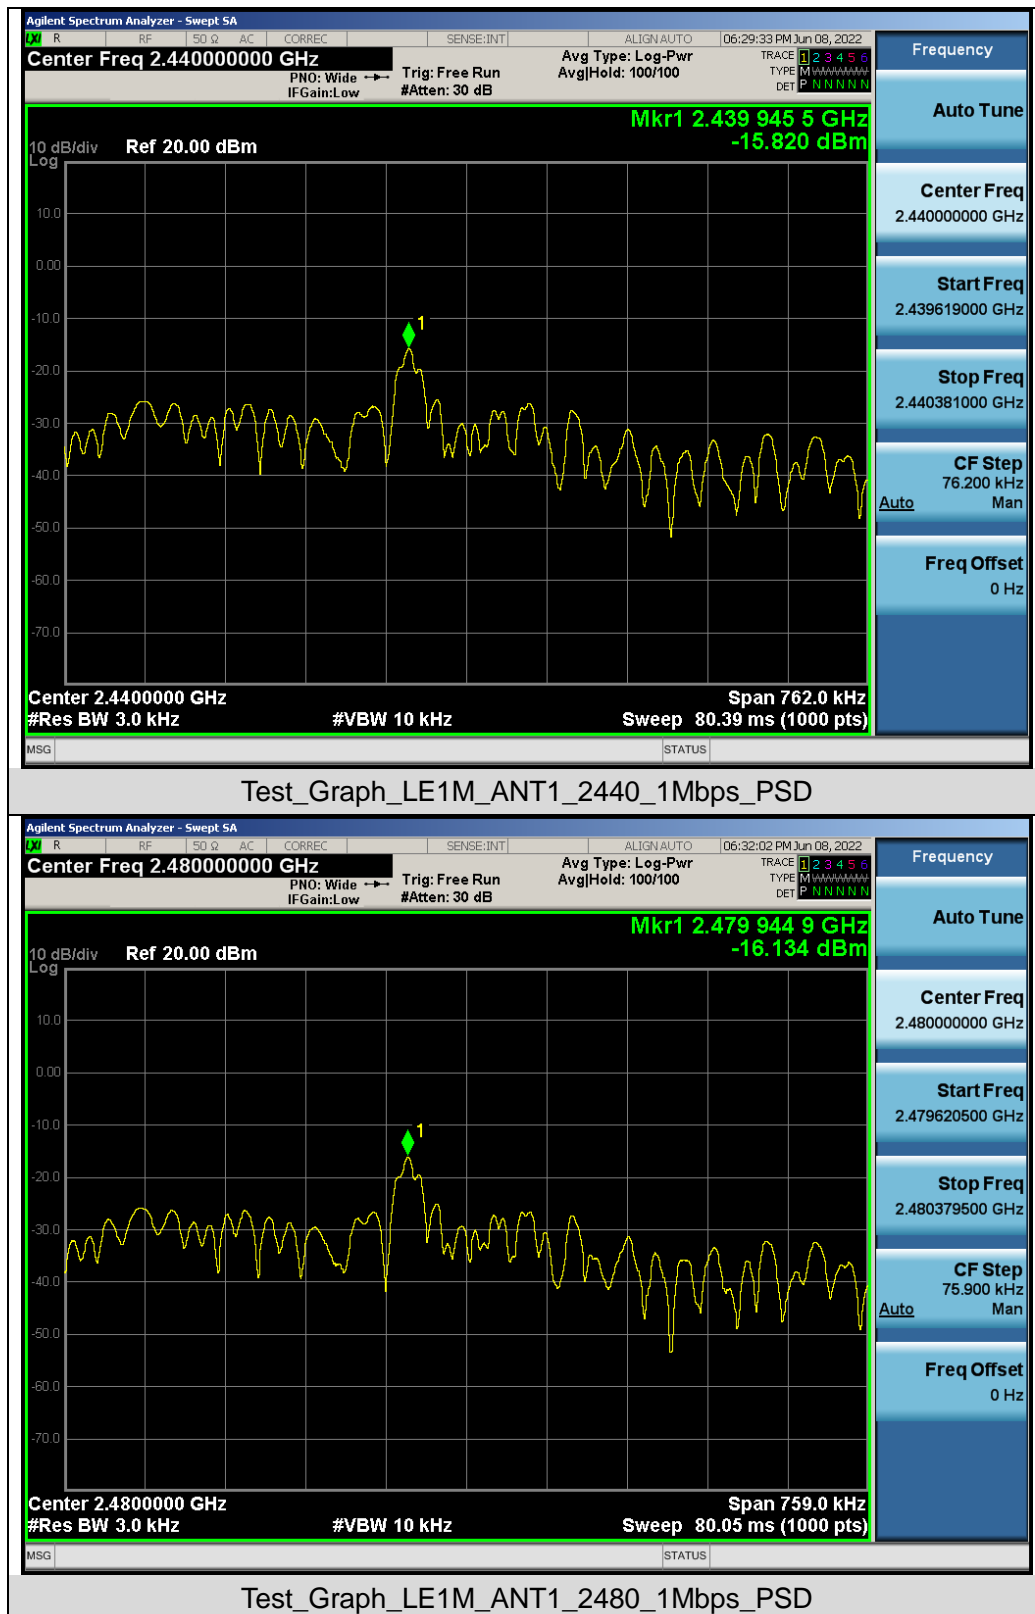 Agilent Spectrum Analyzer - Swept SA
LXI R RF 50 Ω AC CORREC SENSE:INT ALIGN AUTO 06:29:33 PM Jun 08, 2022
Center Freq 2.440000000 GHz
PNO: Wide
IFGain:Low
Trig: Free Run
#Atten: 30 dB
Avg Type: Log-Pwr
Avg|Hold: 100/100
TRACE 1 2 3 4 5 6
TYPE M
DET P N N N N N
Mkr1 2.439 945 5 GHz
-15.820 dBm
10 dB/div Ref 20.00 dBm
Log
10.0
0.00
-10.0
-20.0
-30.0
-40.0
-50.0
-60.0
-70.0
1
Center 2.4400000 GHz Span 762.0 kHz
#Res BW 3.0 kHz #VBW 10 kHz Sweep 80.39 ms (1000 pts)
MSG STATUS
Frequency
Auto Tune
Center Freq
2.440000000 GHz
Start Freq
2.439619000 GHz
Stop Freq
2.440381000 GHz
CF Step
76.200 kHz
Auto Man
Freq Offset
0 Hz
Test_Graph_LE1M_ANT1_2440_1Mbps_PSD
Agilent Spectrum Analyzer - Swept SA
LXI R RF 50 Ω AC CORREC SENSE:INT ALIGN AUTO 06:32:02 PM Jun 08, 2022
Center Freq 2.480000000 GHz
PNO: Wide
IFGain:Low
Trig: Free Run
#Atten: 30 dB
Avg Type: Log-Pwr
Avg|Hold: 100/100
TRACE 1 2 3 4 5 6
TYPE M
DET P N N N N N
Mkr1 2.479 944 9 GHz
-16.134 dBm
10 dB/div Ref 20.00 dBm
Log
10.0
0.00
-10.0
-20.0
-30.0
-40.0
-50.0
-60.0
-70.0
1
Center 2.4800000 GHz Span 759.0 kHz
#Res BW 3.0 kHz #VBW 10 kHz Sweep 80.05 ms (1000 pts)
MSG STATUS
Frequency
Auto Tune
Center Freq
2.480000000 GHz
Start Freq
2.479620500 GHz
Stop Freq
2.480379500 GHz
CF Step
75.900 kHz
Auto Man
Freq Offset
0 Hz
Test_Graph_LE1M_ANT1_2480_1Mbps_PSD